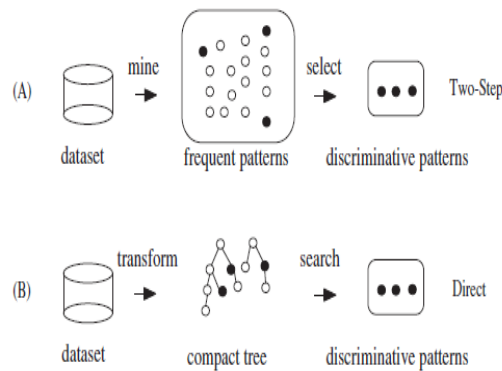 mine
select
(A)
Two-Step
dataset
frequent patterns
discriminative patterns
transform
search
(B)
Direct
dataset
compact tree
discriminative patterns